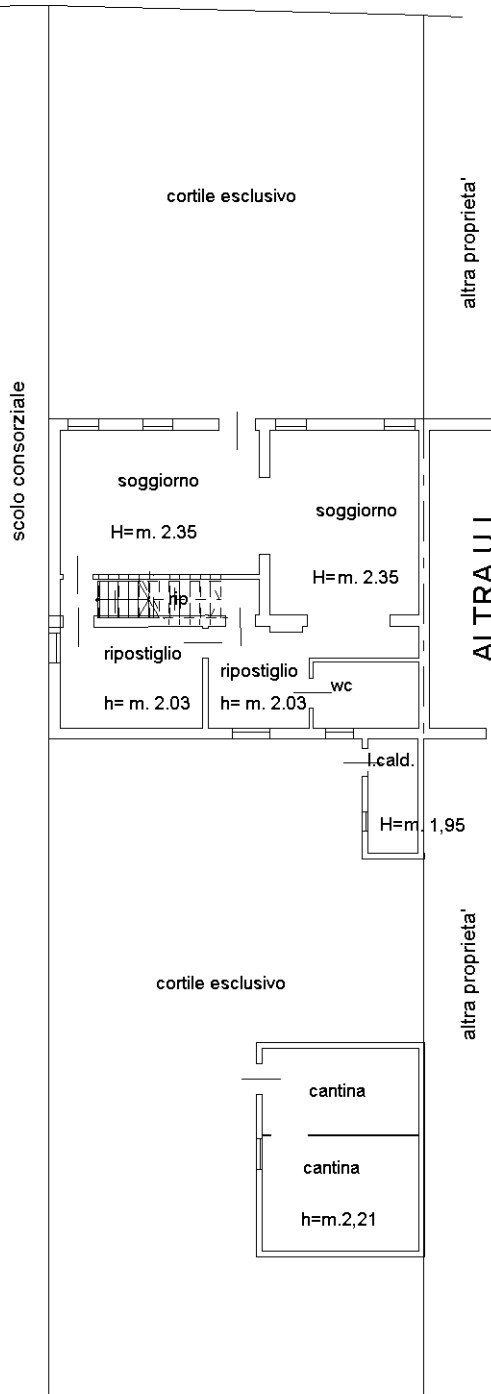 cortile esclusivo
altra proprieta'
scolo consorziale
soggiorno
H=m. 2.35
soggiorno
H=m. 2.35
ALTRA U.I.
rip
ripostiglio
h= m. 2.03
ripostiglio
h= m. 2.03
wc
l.cald.
H=m. 1,95
cortile esclusivo
altra proprieta'
cantina
cantina
h=m.2,21